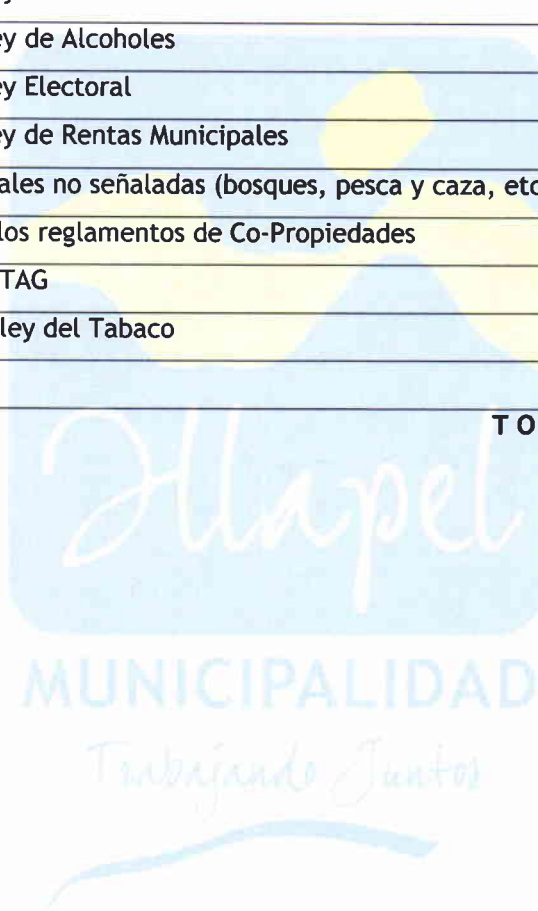 ey de Alcoholes
ey Electoral
ey de Rentas Municipales
ales no señaladas (bosques, pesca y caza, etc
los reglamentos de Co-Propiedades
TAG
ley del Tabaco
T O
Illapel
MUNICIPALIDAD
Trabajando Juntos